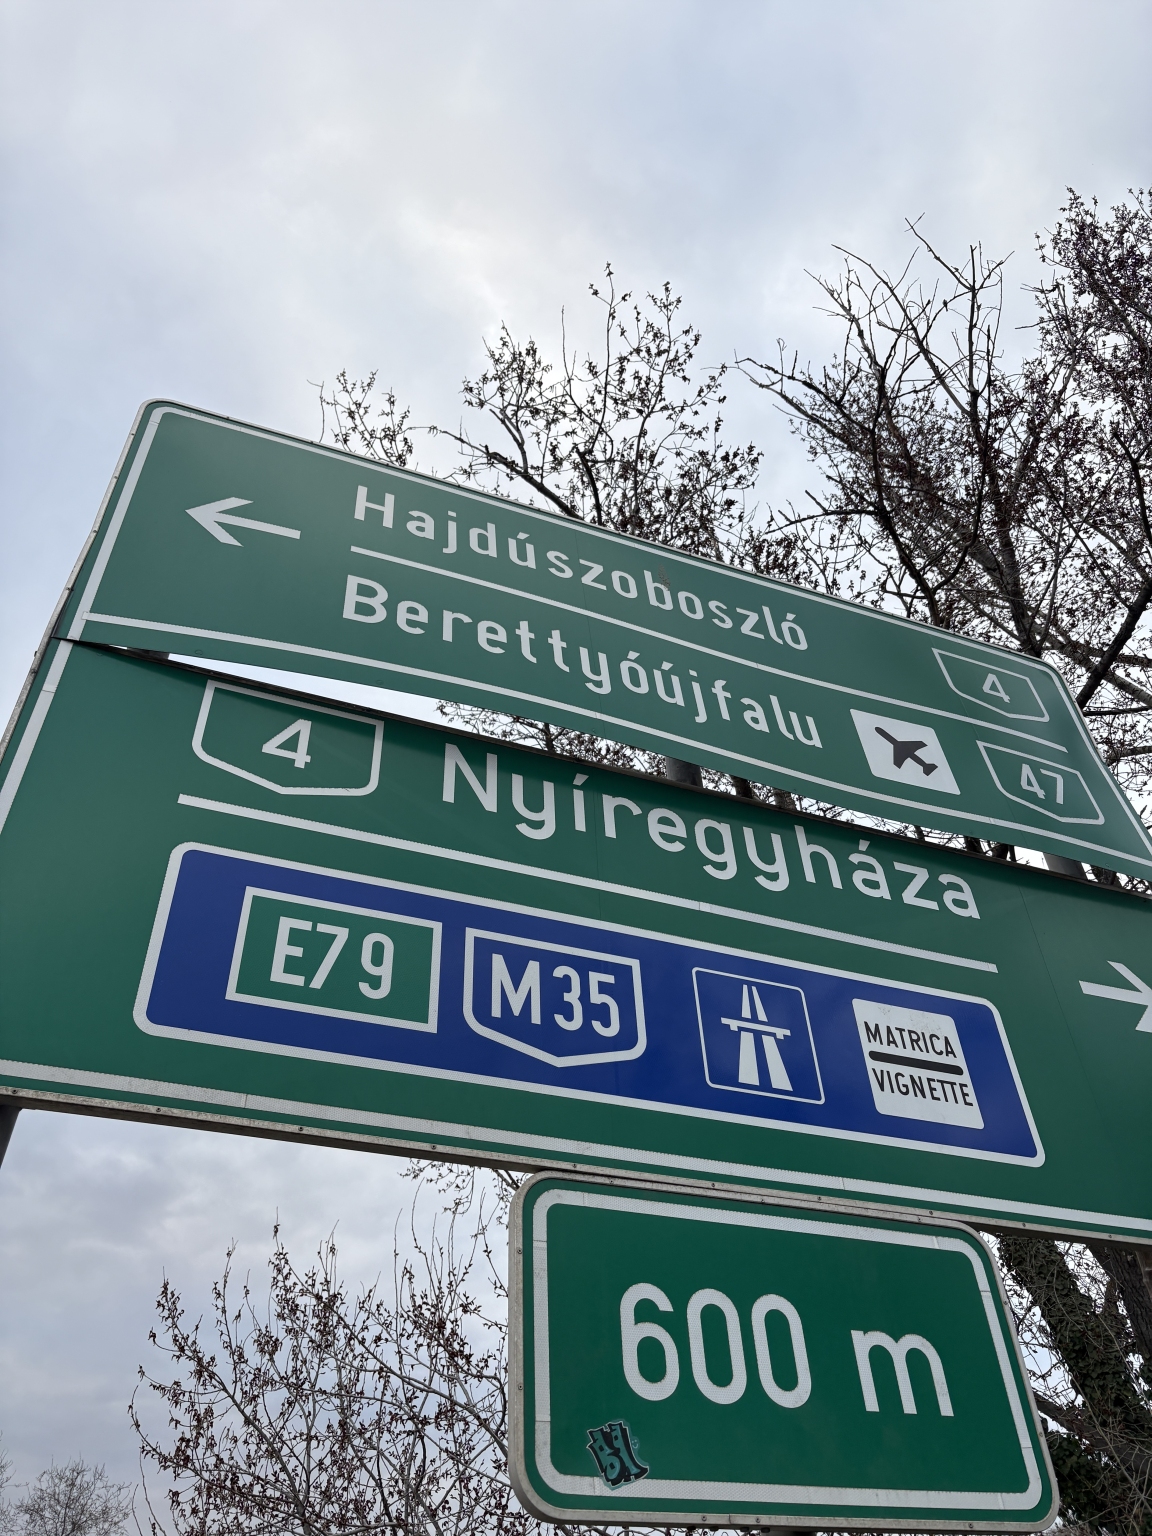 Hajdúszoboszló 4
Berettyóújfalu 47
4 Nyíregyháza
E79 M35 MATRICA
VIGNETTE
600 m